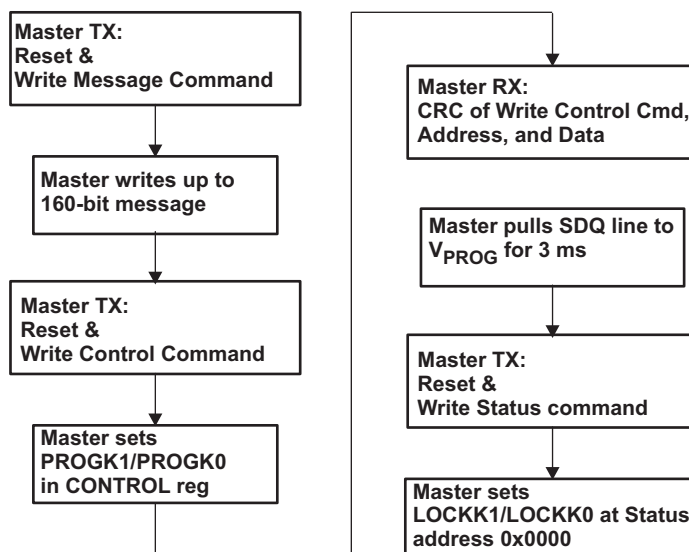 Master TX:
Reset &
Write Message Command
Master writes up to
160-bit message
Master TX:
Reset &
Write Control Command
Master sets
PROGK1/PROGK0
in CONTROL reg
Master RX:
CRC of Write Control Cmd,
Address, and Data
Master pulls SDQ line to
VPROG for 3 ms
Master TX:
Reset &
Write Status command
Master sets
LOCKK1/LOCKK0 at Status
address 0x0000